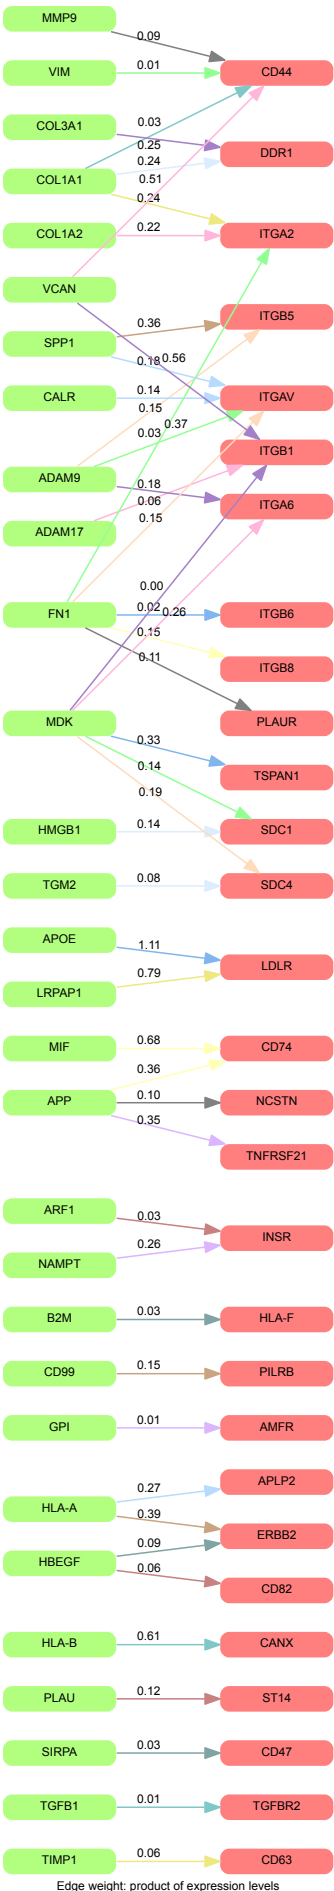 MMP9
0.09
VIM
0.01
CD44
COL3A1
0.03
0.25
DDR1
0.24
COL1A1
0.51
0.24
COL1A2
0.22
ITGA2
VCAN
ITGB5
0.36
SPP1
0.18
0.56
CALR
0.14
ITGAV
0.15
0.37
0.03
ITGB1
ADAM9
0.18
0.06
ITGA6
0.15
ADAM17
0.00
FN1
0.02
0.26
ITGB6
0.15
0.11
ITGB8
MDK
PLAUR
0.33
0.14
TSPAN1
0.19
HMGB1
0.14
SDC1
TGM2
0.08
SDC4
APOE
1.11
LDLR
0.79
LRPAP1
MIF
0.68
CD74
0.36
APP
0.10
NCSTN
0.35
TNFRSF21
ARF1
0.03
INSR
0.26
NAMPT
B2M
0.03
HLA-F
CD99
0.15
PILRB
GPI
0.01
AMFR
APLP2
0.27
HLA-A
0.39
ERBB2
0.09
HBEGF
0.06
CD82
HLA-B
0.61
CANX
PLAU
0.12
ST14
SIRPA
0.03
CD47
TGFB1
0.01
TGFBR2
TIMP1
0.06
CD63
Edge weight: product of expression levels